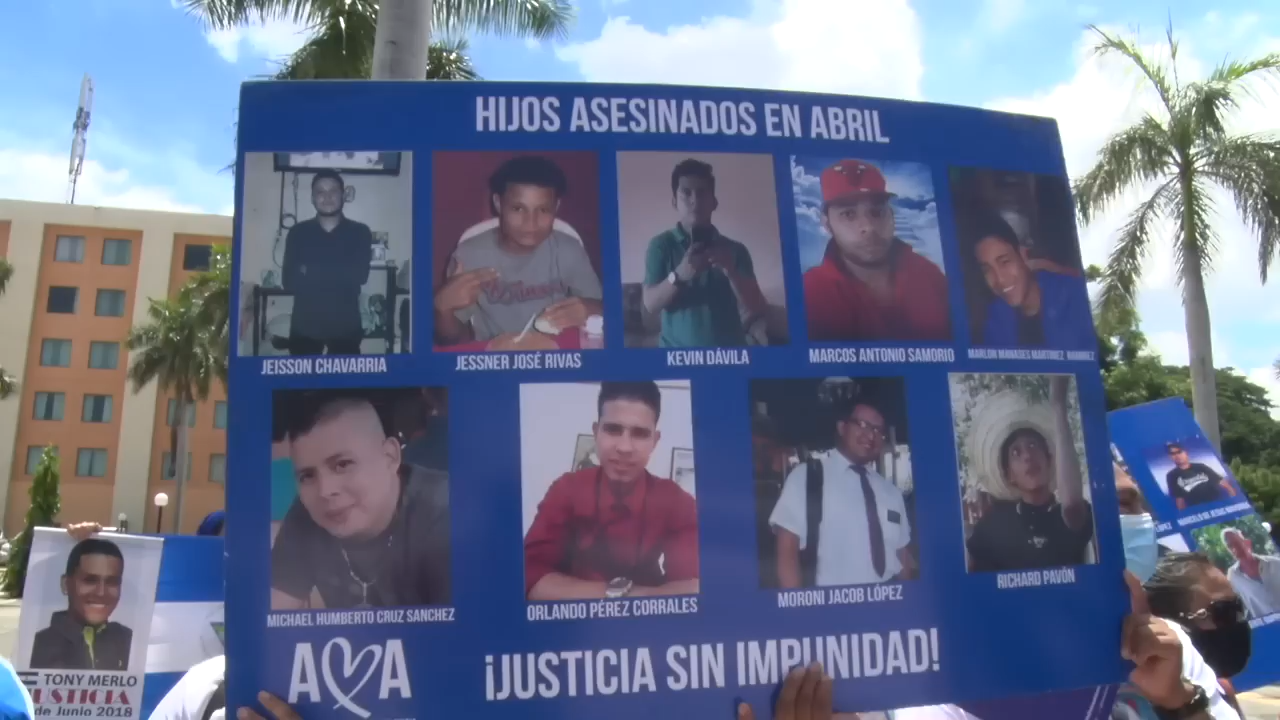 HIJOS ASESINADOS EN ABRIL
JEISSON CHAVARRIA
JESSNER JOSÉ RIVAS
KEVIN DÁVILA
MARCOS ANTONIO SAMORIO
MARLON MANASES MARTINEZ RAMIREZ
MICHAEL HUMBERTO CRUZ SANCHEZ
ORLANDO PÉREZ CORRALES
MORONI JACOB LÓPEZ
RICHARD PAVÓN
AMA
¡JUSTICIA SIN IMPUNIDAD!
TONY MERLO
JUSTICIA
de Junio 2018